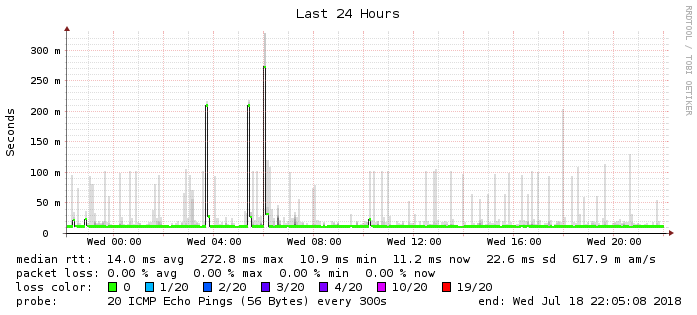 Last 24 Hours
RRDTOOL / TOBI OETIKER
Seconds
300 m
250 m
200 m
150 m
100 m
50 m
0
Wed 00:00 Wed 04:00 Wed 08:00 Wed 12:00 Wed 16:00 Wed 20:00
median rtt: 14.0 ms avg 272.8 ms max 10.9 ms min 11.2 ms now 22.6 ms sd 617.9 m am/s
packet loss: 0.00 % avg 0.00 % max 0.00 % min 0.00 % now
loss color: 0 1/20 2/20 3/20 4/20 10/20 19/20
probe: 20 ICMP Echo Pings (56 Bytes) every 300s end: Wed Jul 18 22:05:08 2018